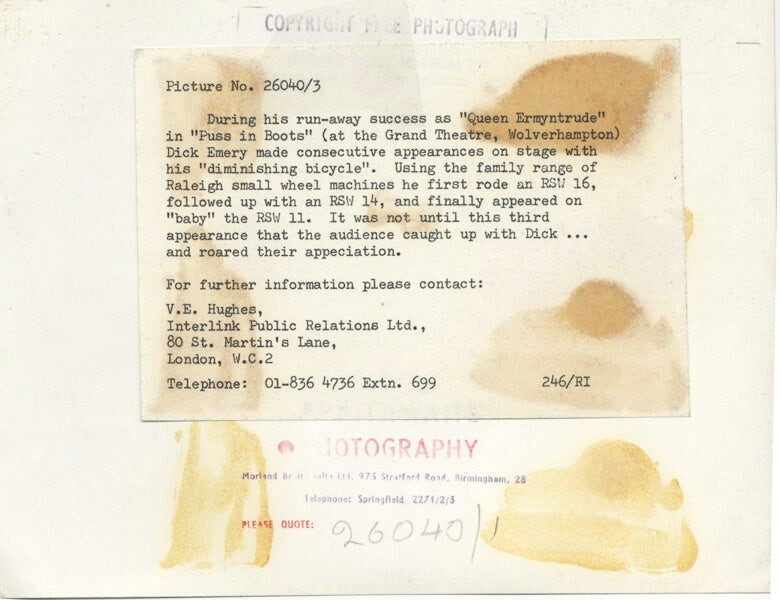 COPYRIGHT FREE PHOTOGRAPH
Picture No. 26040/3
During his run-away success as "Queen Ermyntrude"
in "Puss in Boots" (at the Grand Theatre, Wolverhampton)
Dick Emery made consecutive appearances on stage with
his "diminishing bicycle". Using the family range of
Raleigh small wheel machines he first rode an RSW 16,
followed up with an RSW 14, and finally appeared on
"baby" the RSW 11. It was not until this third
appearance that the audience caught up with Dick ...
and roared their appeciation.
For further information please contact:
V.E. Hughes,
Interlink Public Relations Ltd.,
80 St. Martin's Lane,
London, W.C.2
Telephone: 01-836 4736 Extn. 699 246/RI
PHOTOGRAPHY
Morland Ltd, 975 Stratford Road, Birmingham, 28
Telephone: Springfield 2271/2/3
PLEASE QUOTE: 26040/1